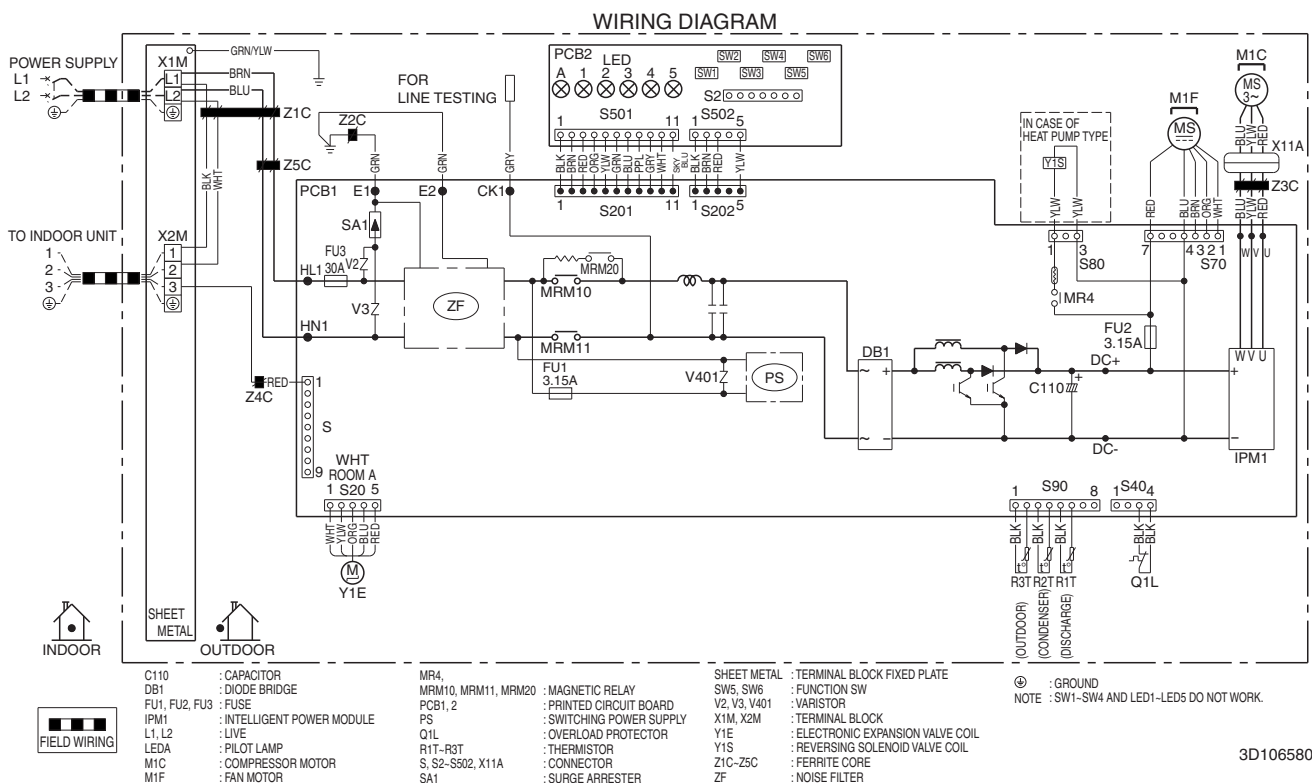 WIRING DIAGRAM
POWER SUPPLY
L1
L2
X1M
L1
L2
GRN/YLW
BRN
BLU
Z1C
Z5C
BLK
WHT
TO INDOOR UNIT
1
2
3
X2M
1
2
3
FOR
LINE TESTING
Z2C
GRN
GRN
GRY
PCB2
LED
A 1 2 3 4 5
SW2 SW4 SW6
SW1 SW3 SW5
S2
S501
S502
1 11 1 5
BLK
BRN
RED
ORG
YLW
GRN
BLU
PPL
GRY
WHT
SKY BLU
BLK
BRN
RED
YLW
1 S201 11
1 S202 5
PCB1 E1 E2 CK1
SA1
FU3
30A
V2
HL1
V3
HN1
ZF
MRM20
MRM10
MRM11
FU1
3.15A
V401
PS
IN CASE OF
HEAT PUMP TYPE
Y1S
YLW
YLW
1 3
S80
MR4
M1F
MS
RED
BLU
BRN
ORG
WHT
7 4 3 2 1
S70
M1C
MS
3~
BLU
YLW
RED
X11A
Z3C
BLU
YLW
RED
W V U
FU2
3.15A
DB1
~ +
~ −
C110
+
DC+
DC-
W V U
+
−
IPM1
RED
Z4C
1
S
9
WHT
ROOM A
1 S20 5
WHT
YLW
ORG
BLU
RED
M
Y1E
1 S90 8
BLK
BLK
BLK
t° t° t°
R3T R2T R1T
(OUTDOOR)
(CONDENSER)
(DISCHARGE)
1 S40 4
BLK
BLK
Q1L
SHEET
METAL
INDOOR
OUTDOOR
FIELD WIRING
C110 : CAPACITOR
DB1 : DIODE BRIDGE
FU1, FU2, FU3 : FUSE
IPM1 : INTELLIGENT POWER MODULE
L1, L2 : LIVE
LEDA : PILOT LAMP
M1C : COMPRESSOR MOTOR
M1F : FAN MOTOR
MR4,
MRM10, MRM11, MRM20 : MAGNETIC RELAY
PCB1, 2 : PRINTED CIRCUIT BOARD
PS : SWITCHING POWER SUPPLY
Q1L : OVERLOAD PROTECTOR
R1T~R3T : THERMISTOR
S, S2~S502, X11A : CONNECTOR
SA1 : SURGE ARRESTER
SHEET METAL : TERMINAL BLOCK FIXED PLATE
SW5, SW6 : FUNCTION SW
V2, V3, V401 : VARISTOR
X1M, X2M : TERMINAL BLOCK
Y1E : ELECTRONIC EXPANSION VALVE COIL
Y1S : REVERSING SOLENOID VALVE COIL
Z1C~Z5C : FERRITE CORE
ZF : NOISE FILTER
: GROUND
NOTE : SW1~SW4 AND LED1~LED5 DO NOT WORK.
3D106580